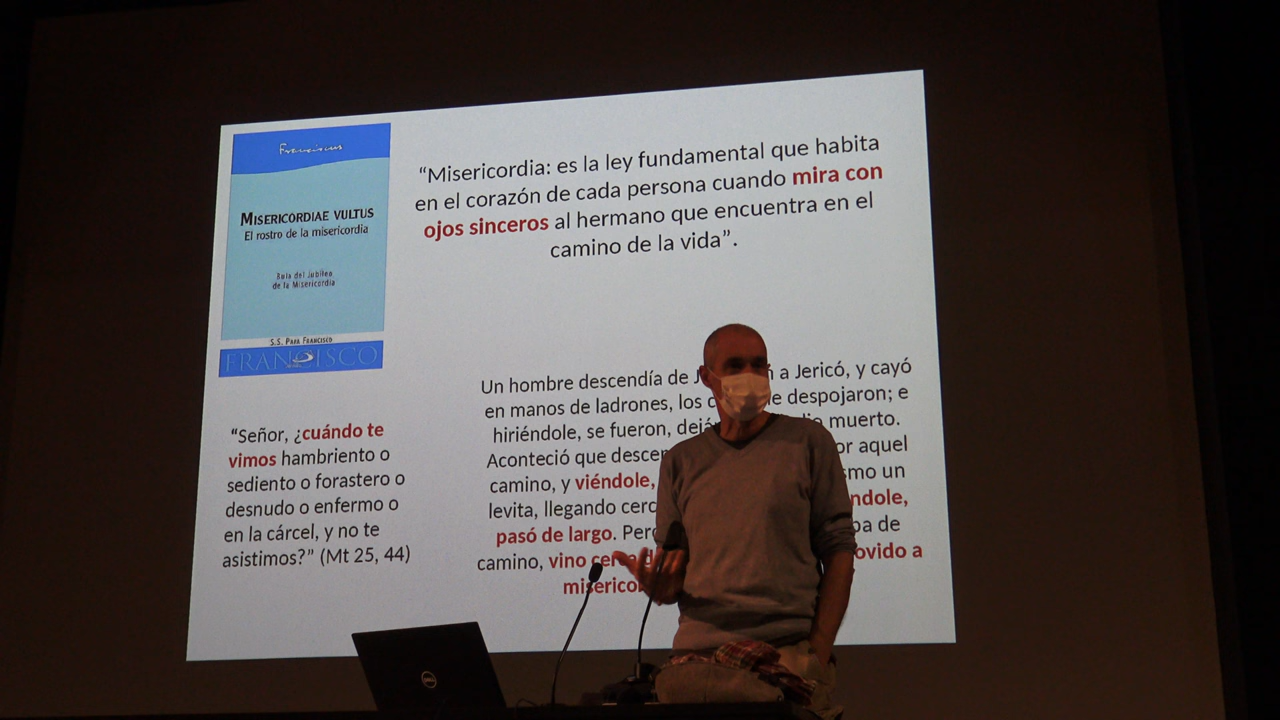 Franciscus
MISERICORDIAE VULTUS
El rostro de la misericordia
Bula del Jubileo
de la Misericordia
S.S. PAPA FRANCISCO
FRANCISCO
“Misericordia: es la ley fundamental que habita
en el corazón de cada persona cuando mira con
ojos sinceros al hermano que encuentra en el
camino de la vida”.
“Señor, ¿cuándo te
vimos hambriento o
sediento o forastero o
desnudo o enfermo o
en la cárcel, y no te
asistimos?” (Mt 25, 44)
Un hombre descendía de a Jericó, y cayó
en manos de ladrones, los despojaron; e
hiriéndole, se fueron, muerto.
Aconteció que aquel
camino, y viéndole, un
levita, llegando
pasó de largo. de
camino, vino a
DELL